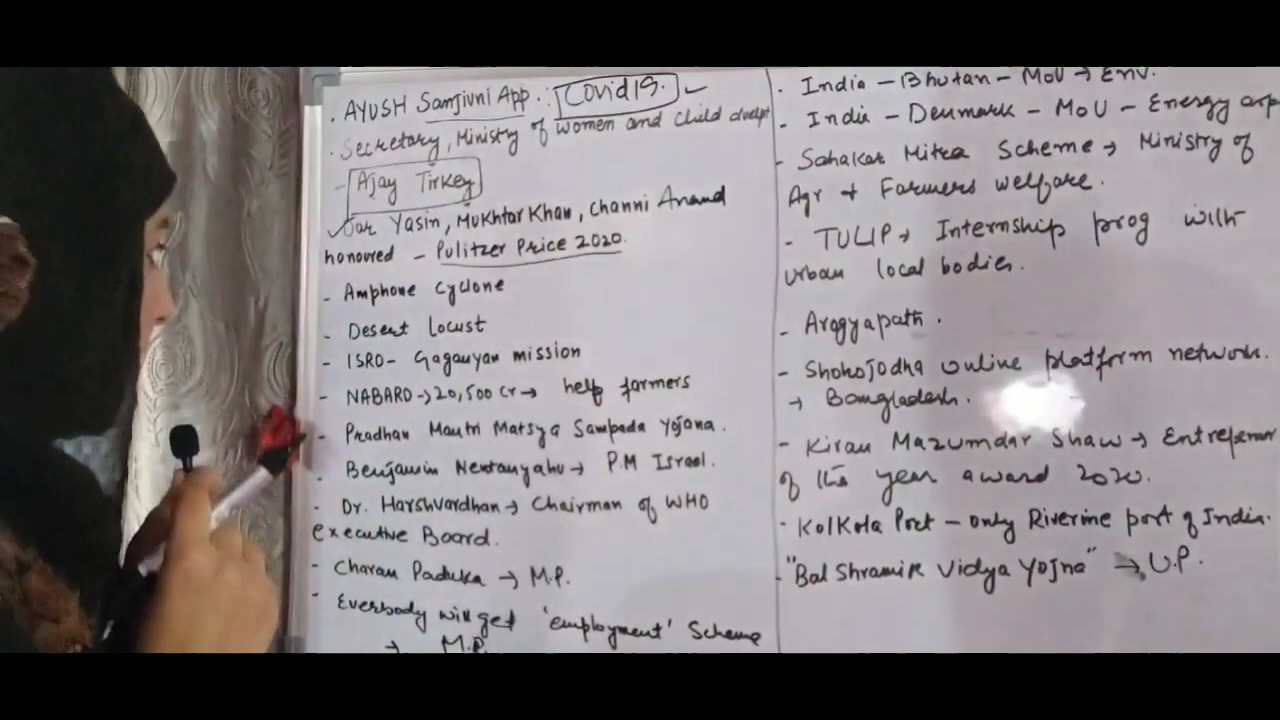 . AYUSH Sanjivni App. : Covid19. ✓
. Secretary, Ministry of women and child dvelpt
- Ajay Tirkey
✓ Dar Yasin, Mukhtar Khan, Channi Anand
honoured - Pulitzer Price 2020.
- Amphone cyclone
- Desert locust
- ISRO- Gaganyan mission
- NABARD → 20,500 cr → help farmers
- Pradhan Mantri Matsya Sampada Yojana.
. Benjamin Nentanyahu → P.M Israel.
. Dr. Harshvardhan → Chairman of WHO
executive Board.
- Charan Paduka → M.P.
- Everbody will get 'employment' Scheme
→ M.P.
. India - Bhutan - MoU → Env.
- India - Denmark - MoU - Energy
- Sahakar Mitra Scheme → Ministry of
Agr + Farmers welfare.
- TULIP → Internship prog with
urban local bodies.
- Arogyapath.
- Shohojodha online platform network.
→ Bangladesh.
- Kiran Mazumdar Shaw → Entreprenur
of the year award 2020.
- Kolkota Port - only Riverine port of India.
- "Bal Shramik Vidya Yojna" → U.P.